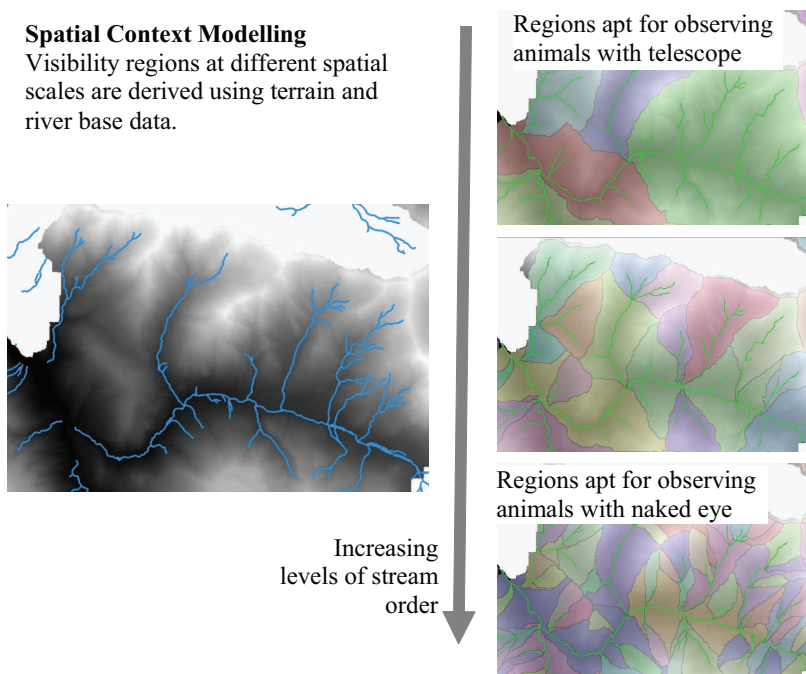 Spatial Context Modelling
Visibility regions at different spatial
scales are derived using terrain and
river base data.
Regions apt for observing
animals with telescope
Regions apt for observing
animals with naked eye
Increasing
levels of stream
order